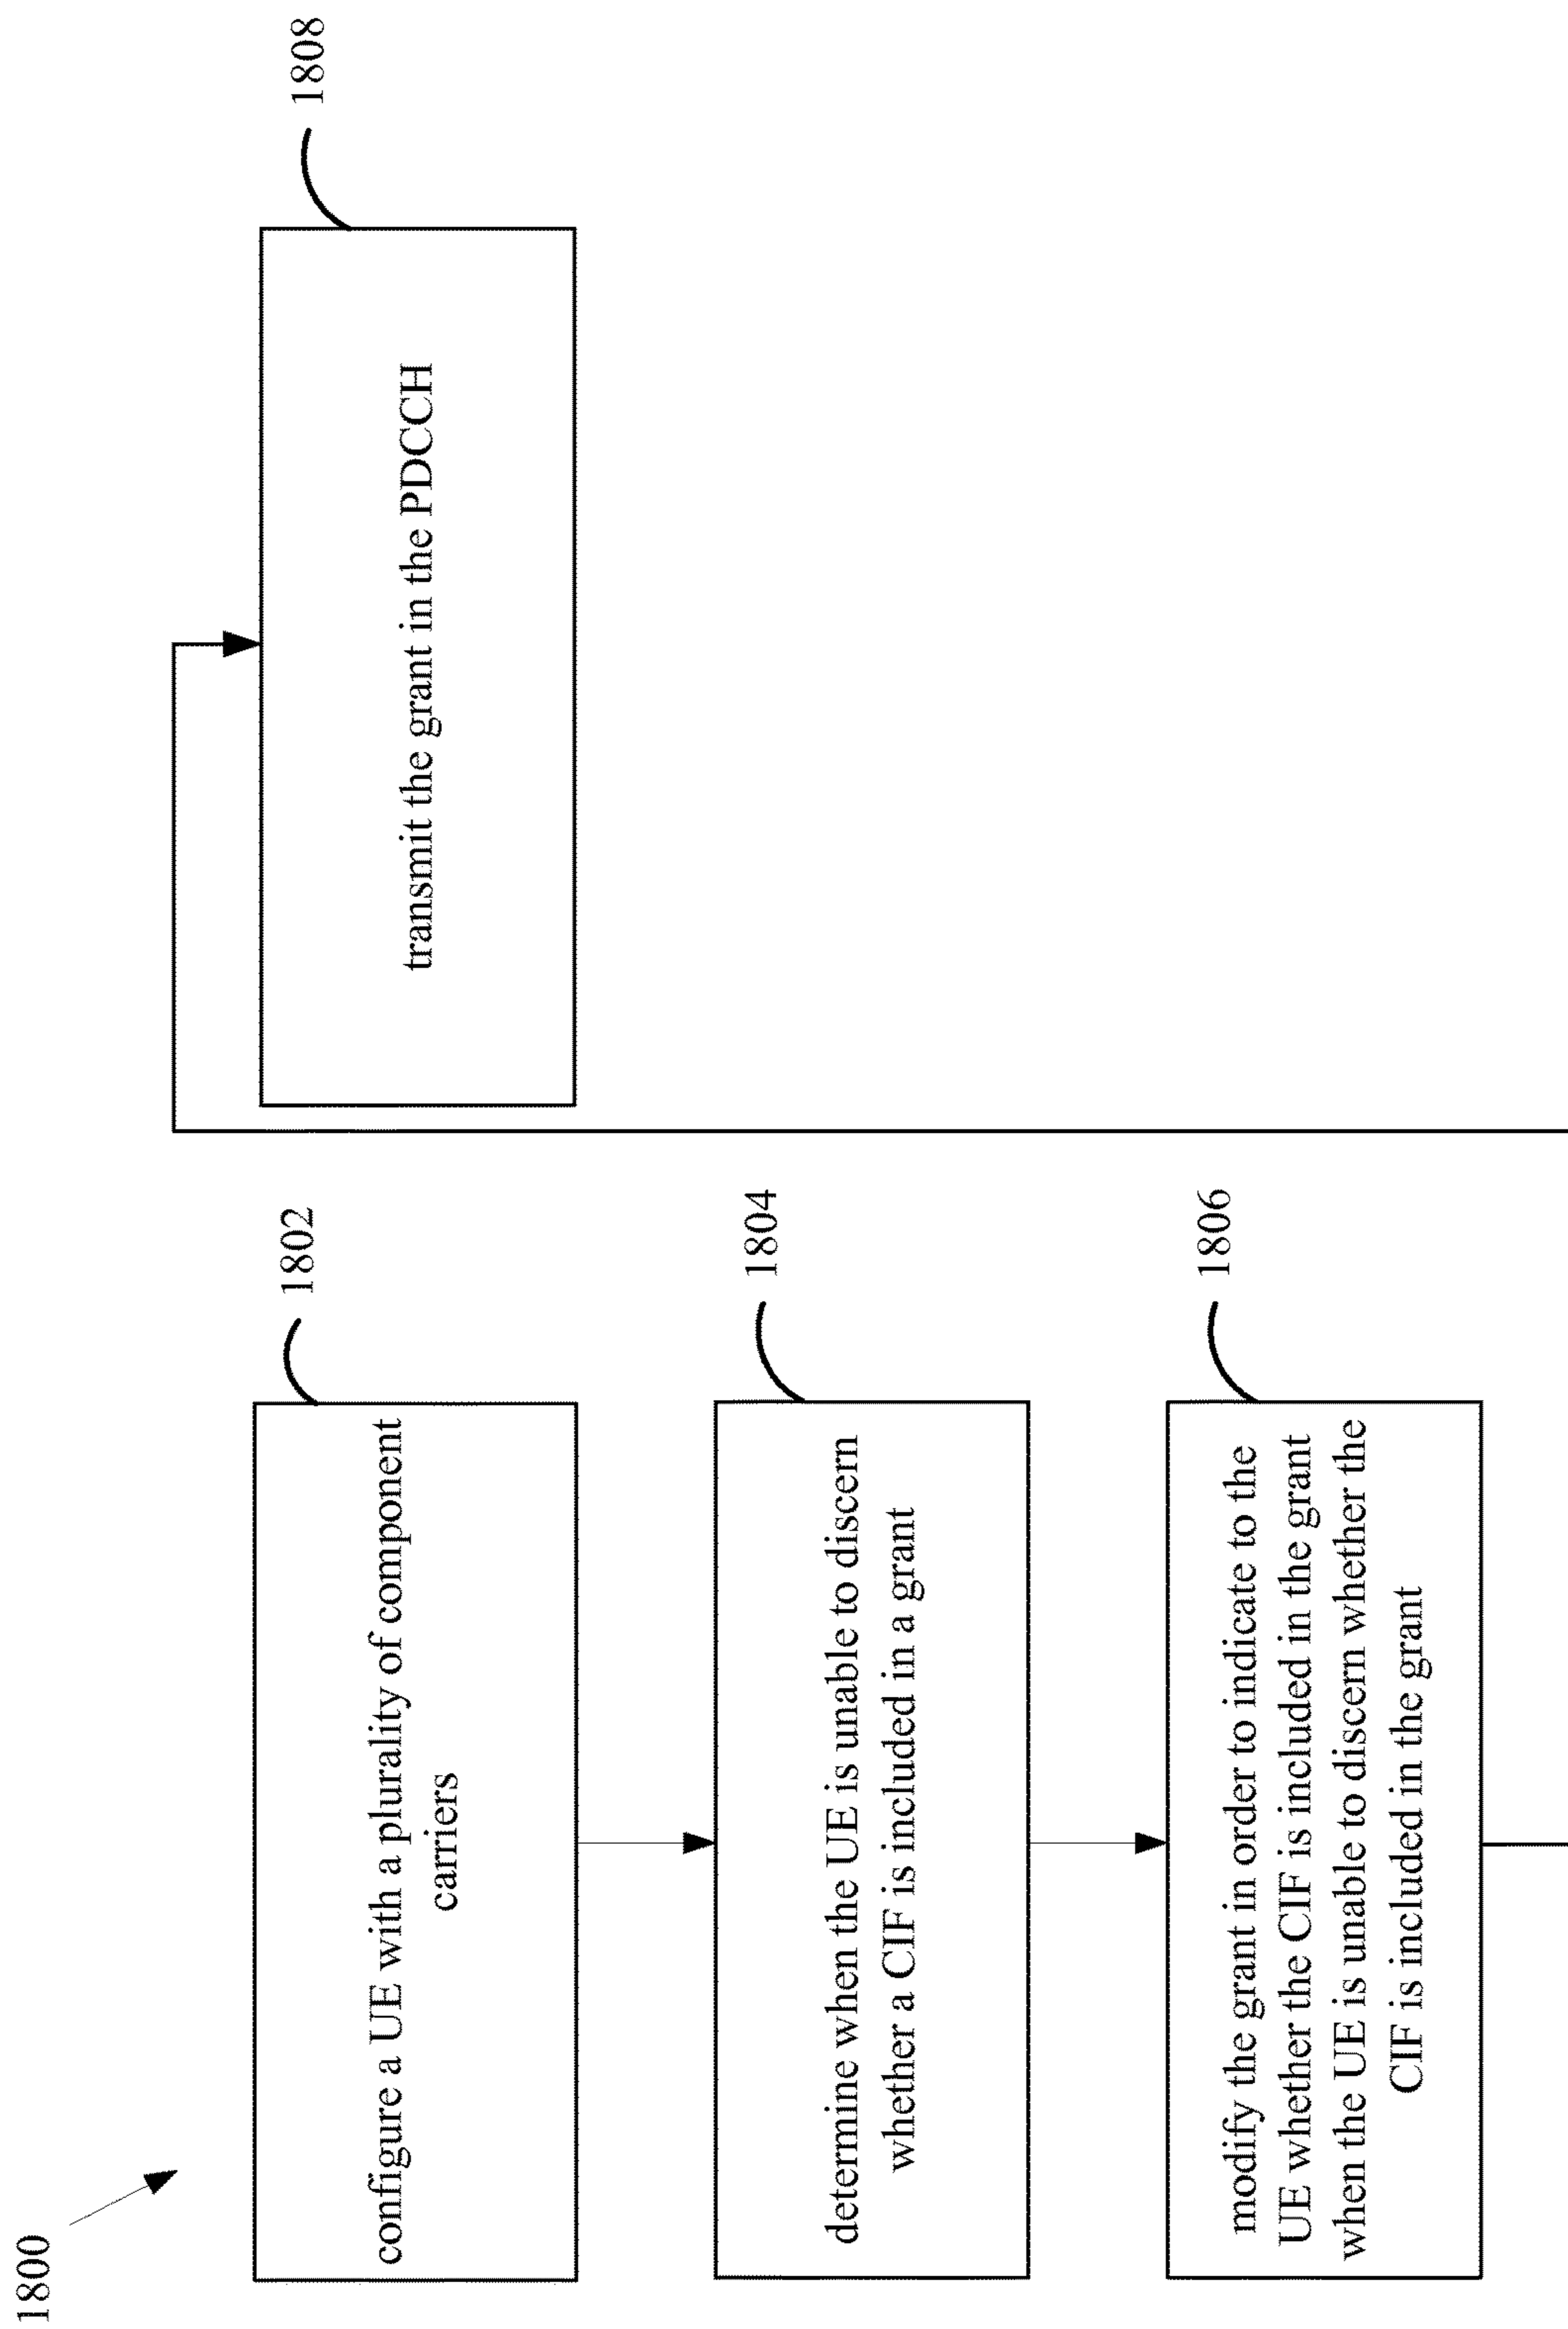 1800
configure a UE with a plurality of component
carriers
1802
determine when the UE is unable to discern
whether a CIF is included in a grant
1804
modify the grant in order to indicate to the
UE whether the CIF is included in the grant
when the UE is unable to discern whether the
CIF is included in the grant
1806
transmit the grant in the PDCCH
1808